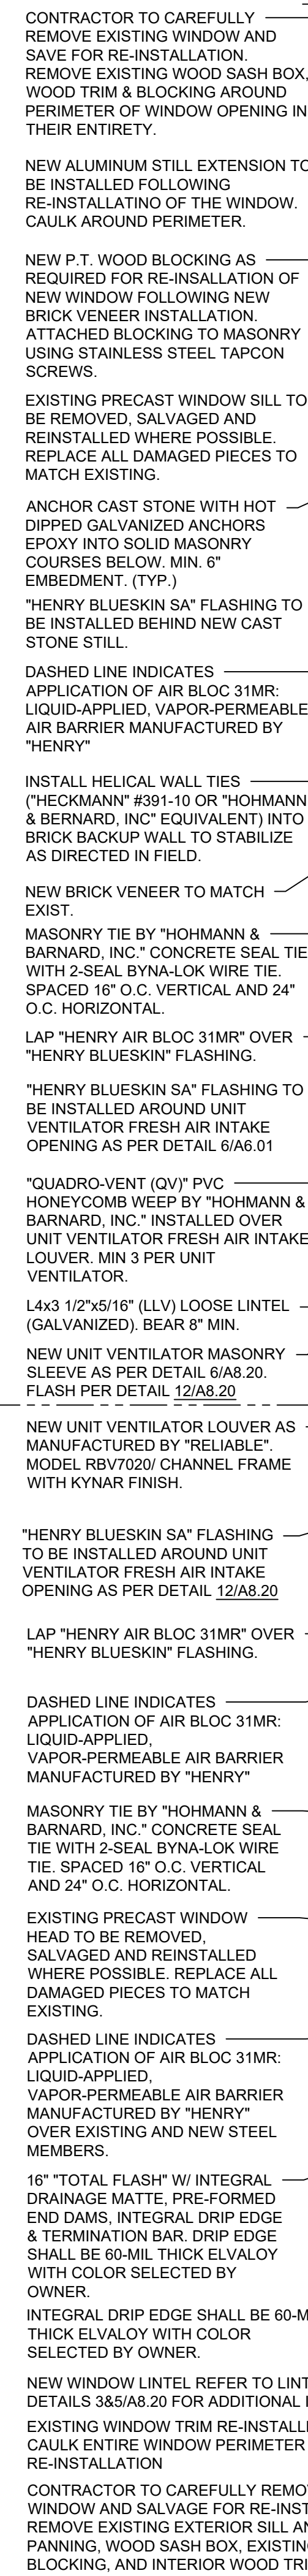 CONTRACTOR TO CAREFULLY
REMOVE EXISTING WINDOW AND
SAVE FOR RE-INSTALLATION.
REMOVE EXISTING WOOD SASH BOX,
WOOD TRIM & BLOCKING AROUND
PERIMETER OF WINDOW OPENING IN
THEIR ENTIRETY.
NEW ALUMINUM STILL EXTENSION TO
BE INSTALLED FOLLOWING
RE-INSTALLATINO OF THE WINDOW.
CAULK AROUND PERIMETER.
NEW P.T. WOOD BLOCKING AS
REQUIRED FOR RE-INSALLATION OF
NEW WINDOW FOLLOWING NEW
BRICK VENEER INSTALLATION.
ATTACHED BLOCKING TO MASONRY
USING STAINLESS STEEL TAPCON
SCREWS.
EXISTING PRECAST WINDOW SILL TO
BE REMOVED, SALVAGED AND
REINSTALLED WHERE POSSIBLE.
REPLACE ALL DAMAGED PIECES TO
MATCH EXISTING.
ANCHOR CAST STONE WITH HOT
DIPPED GALVANIZED ANCHORS
EPOXY INTO SOLID MASONRY
COURSES BELOW. MIN. 6"
EMBEDMENT. (TYP.)
"HENRY BLUESKIN SA" FLASHING TO
BE INSTALLED BEHIND NEW CAST
STONE STILL.
DASHED LINE INDICATES
APPLICATION OF AIR BLOC 31MR:
LIQUID-APPLIED, VAPOR-PERMEABLE
AIR BARRIER MANUFACTURED BY
"HENRY"
INSTALL HELICAL WALL TIES
("HECKMANN" #391-10 OR "HOHMANN
& BERNARD, INC" EQUIVALENT) INTO
BRICK BACKUP WALL TO STABILIZE
AS DIRECTED IN FIELD.
NEW BRICK VENEER TO MATCH
EXIST.
MASONRY TIE BY "HOHMANN &
BARNARD, INC." CONCRETE SEAL TIE
WITH 2-SEAL BYNA-LOK WIRE TIE.
SPACED 16" O.C. VERTICAL AND 24"
O.C. HORIZONTAL.
LAP "HENRY AIR BLOC 31MR" OVER
"HENRY BLUESKIN" FLASHING.
"HENRY BLUESKIN SA" FLASHING TO
BE INSTALLED AROUND UNIT
VENTILATOR FRESH AIR INTAKE
OPENING AS PER DETAIL 6/A6.01
"QUADRO-VENT (QV)" PVC
HONEYCOMB WEEP BY "HOHMANN &
BARNARD, INC." INSTALLED OVER
UNIT VENTILATOR FRESH AIR INTAKE
LOUVER. MIN 3 PER UNIT
VENTILATOR.
L4x3 1/2"x5/16" (LLV) LOOSE LINTEL
(GALVANIZED). BEAR 8" MIN.
NEW UNIT VENTILATOR MASONRY
SLEEVE AS PER DETAIL 6/A8.20.
FLASH PER DETAIL 12/A8.20
NEW UNIT VENTILATOR LOUVER AS
MANUFACTURED BY "RELIABLE".
MODEL RBV7020/ CHANNEL FRAME
WITH KYNAR FINISH.
"HENRY BLUESKIN SA" FLASHING
TO BE INSTALLED AROUND UNIT
VENTILATOR FRESH AIR INTAKE
OPENING AS PER DETAIL 12/A8.20
LAP "HENRY AIR BLOC 31MR" OVER
"HENRY BLUESKIN" FLASHING.
DASHED LINE INDICATES
APPLICATION OF AIR BLOC 31MR:
LIQUID-APPLIED,
VAPOR-PERMEABLE AIR BARRIER
MANUFACTURED BY "HENRY"
MASONRY TIE BY "HOHMANN &
BARNARD, INC." CONCRETE SEAL
TIE WITH 2-SEAL BYNA-LOK WIRE
TIE. SPACED 16" O.C. VERTICAL
AND 24" O.C. HORIZONTAL.
EXISTING PRECAST WINDOW
HEAD TO BE REMOVED,
SALVAGED AND REINSTALLED
WHERE POSSIBLE. REPLACE ALL
DAMAGED PIECES TO MATCH
EXISTING.
DASHED LINE INDICATES
APPLICATION OF AIR BLOC 31MR:
LIQUID-APPLIED,
VAPOR-PERMEABLE AIR BARRIER
MANUFACTURED BY "HENRY"
OVER EXISTING AND NEW STEEL
MEMBERS.
16" "TOTAL FLASH" W/ INTEGRAL
DRAINAGE MATTE, PRE-FORMED
END DAMS, INTEGRAL DRIP EDGE
& TERMINATION BAR. DRIP EDGE
SHALL BE 60-MIL THICK ELVALOY
WITH COLOR SELECTED BY
OWNER.
INTEGRAL DRIP EDGE SHALL BE 60-M
THICK ELVALOY WITH COLOR
SELECTED BY OWNER.
NEW WINDOW LINTEL REFER TO LINT
DETAILS 3&5/A8.20 FOR ADDITIONAL
EXISTING WINDOW TRIM RE-INSTALL
CAULK ENTIRE WINDOW PERIMETER
RE-INSTALLATION
CONTRACTOR TO CAREFULLY REMO
WINDOW AND SALVAGE FOR RE-INST
REMOVE EXISTING EXTERIOR SILL AN
PANNING, WOOD SASH BOX, EXISTING
BLOCKING, AND INTERIOR WOOD TRI